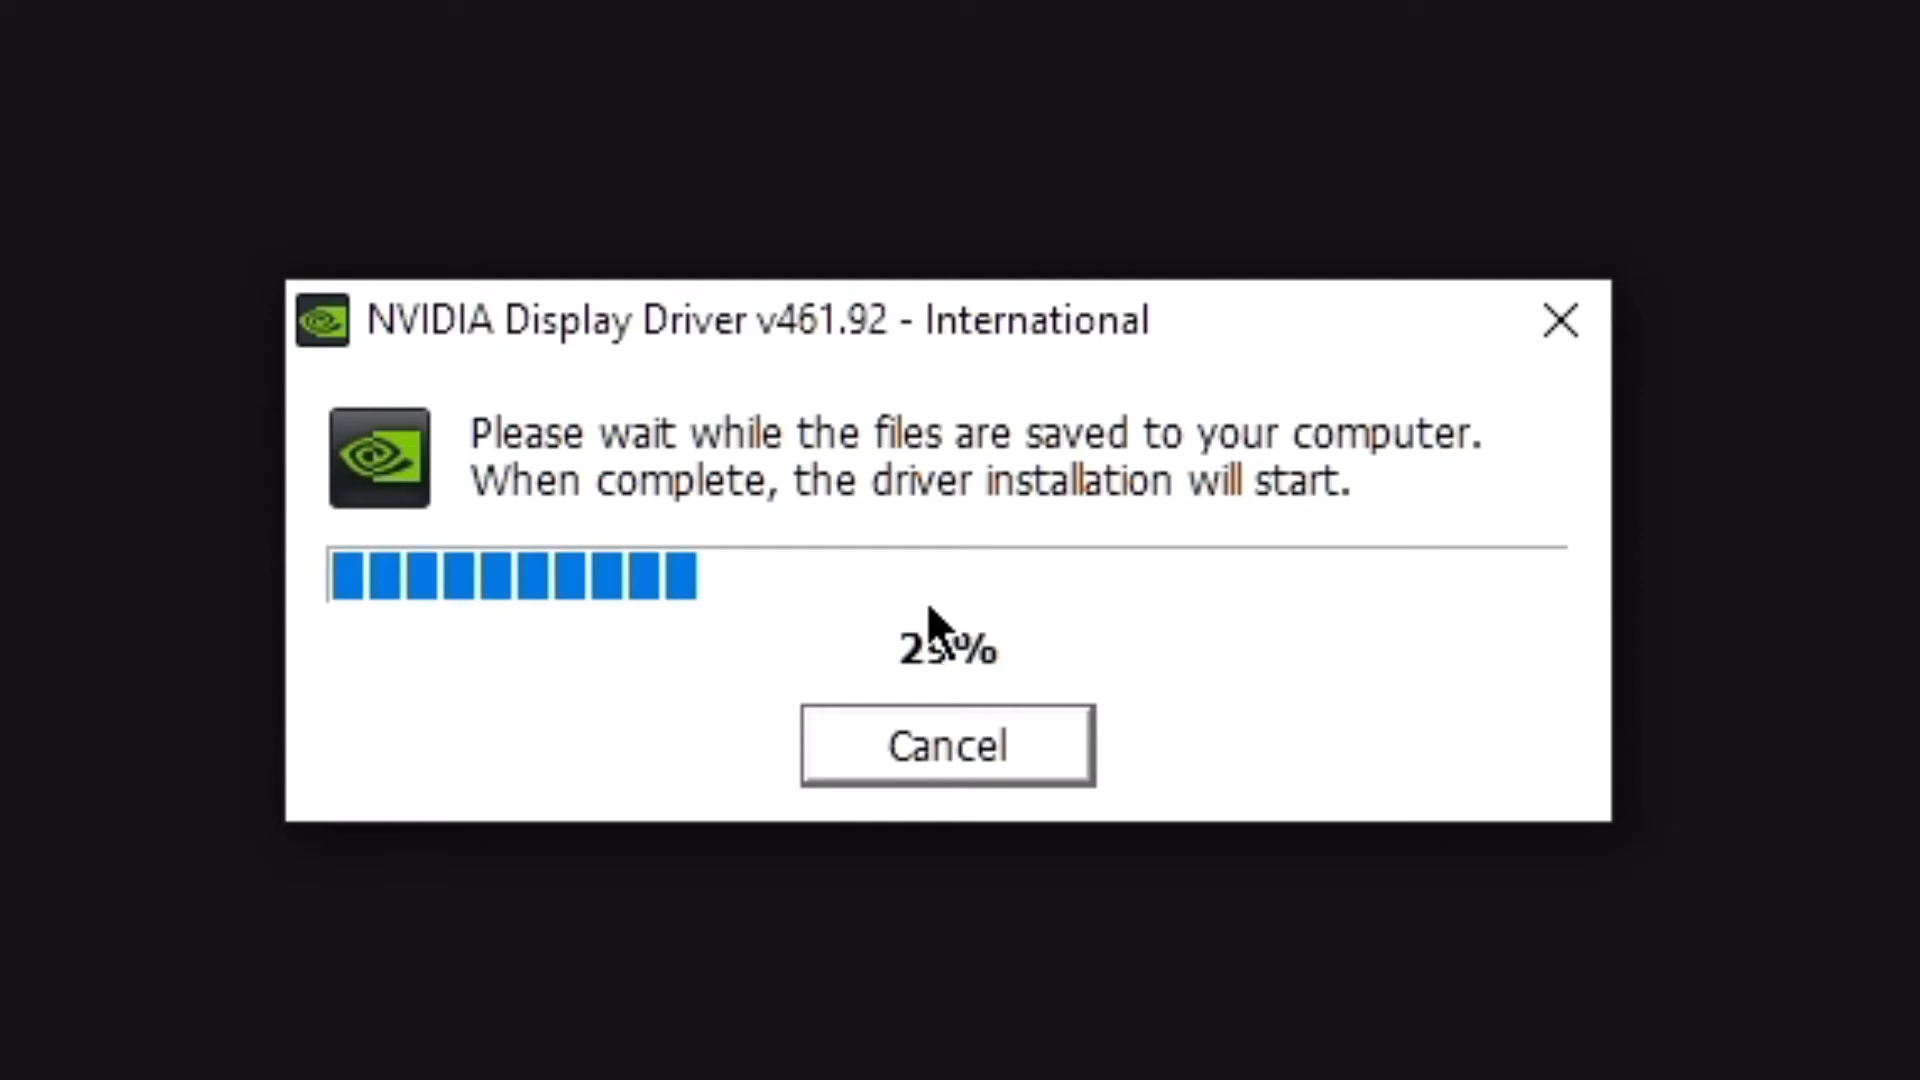 NVIDIA Display Driver v461.92 - International
Please wait while the files are saved to your computer.
When complete, the driver installation will start.
Cancel